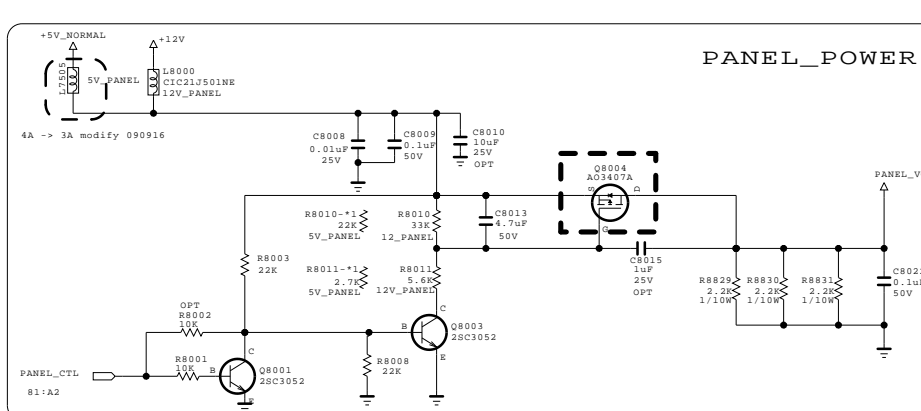 PANEL_POWER
+5V_NORMAL
+12V
L7505
5V_PANEL
L8000
CIC21J501NE
12V_PANEL
4A -> 3A modify 090916
C8008
0.01uF
25V
C8009
0.1uF
50V
C8010
10uF
25V
OPT
Q8004
AO3407A
S
D
G
PANEL_V
R8010-*1
22K
5V_PANEL
R8010
33K
12_PANEL
C8013
4.7uF
50V
R8003
22K
R8011-*1
2.7K
5V_PANEL
R8011
5.6K
12V_PANEL
C8015
1uF
25V
OPT
R8829
2.2K
1/10W
R8830
2.2K
1/10W
R8831
2.2K
1/10W
C802
0.1u
50V
OPT
R8002
10K
C
B
Q8003
2SC3052
E
R8001
10K
C
B
Q8001
2SC3052
E
R8008
22K
PANEL_CTL
81:A2